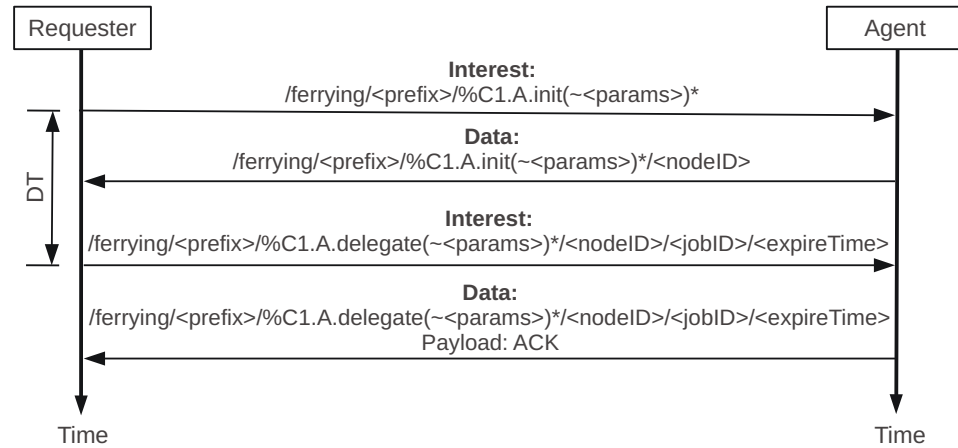 Requester
Agent
Interest:
/ferrying/<prefix>/%C1.A.init(~<params>)*
Data:
/ferrying/<prefix>/%C1.A.init(~<params>)*/<nodeID>
DT
Interest:
/ferrying/<prefix>/%C1.A.delegate(~<params>)*/<nodeID>/<jobID>/<expireTime>
Data:
/ferrying/<prefix>/%C1.A.delegate(~<params>)*/<nodeID>/<jobID>/<expireTime>
Payload: ACK
Time
Time